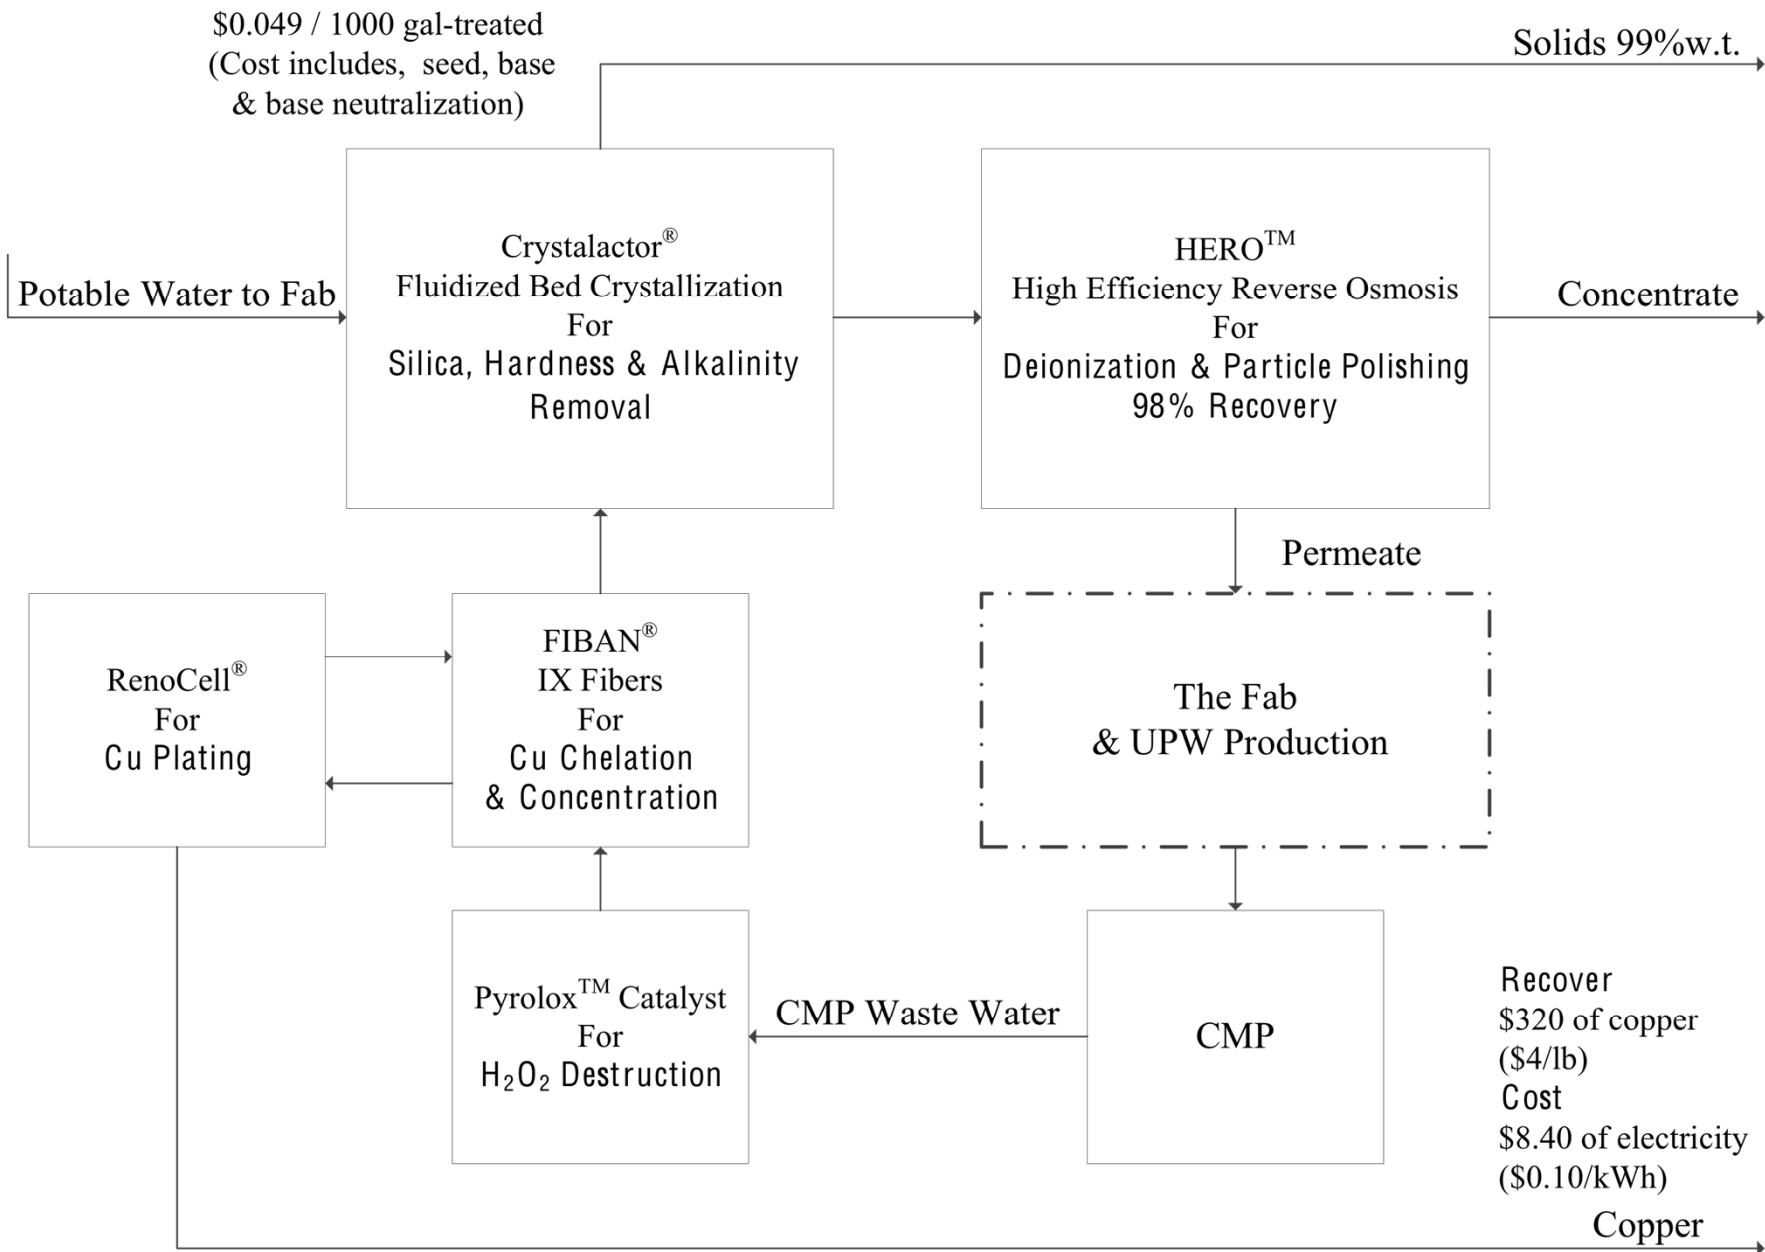 $0.049 / 1000 gal-treated
(Cost includes, seed, base
& base neutralization)
Solids 99%w.t.
Potable Water to Fab
Crystalactor®
Fluidized Bed Crystallization
For
Silica, Hardness & Alkalinity
Removal
HERO™
High Efficiency Reverse Osmosis
For
Deionization & Particle Polishing
98% Recovery
Concentrate
Permeate
RenoCell®
For
Cu Plating
FIBAN®
IX Fibers
For
Cu Chelation
& Concentration
The Fab
& UPW Production
Pyrolox™ Catalyst
For
H₂O₂ Destruction
CMP Waste Water
CMP
Recover
$320 of copper
($4/lb)
Cost
$8.40 of electricity
($0.10/kWh)
Copper